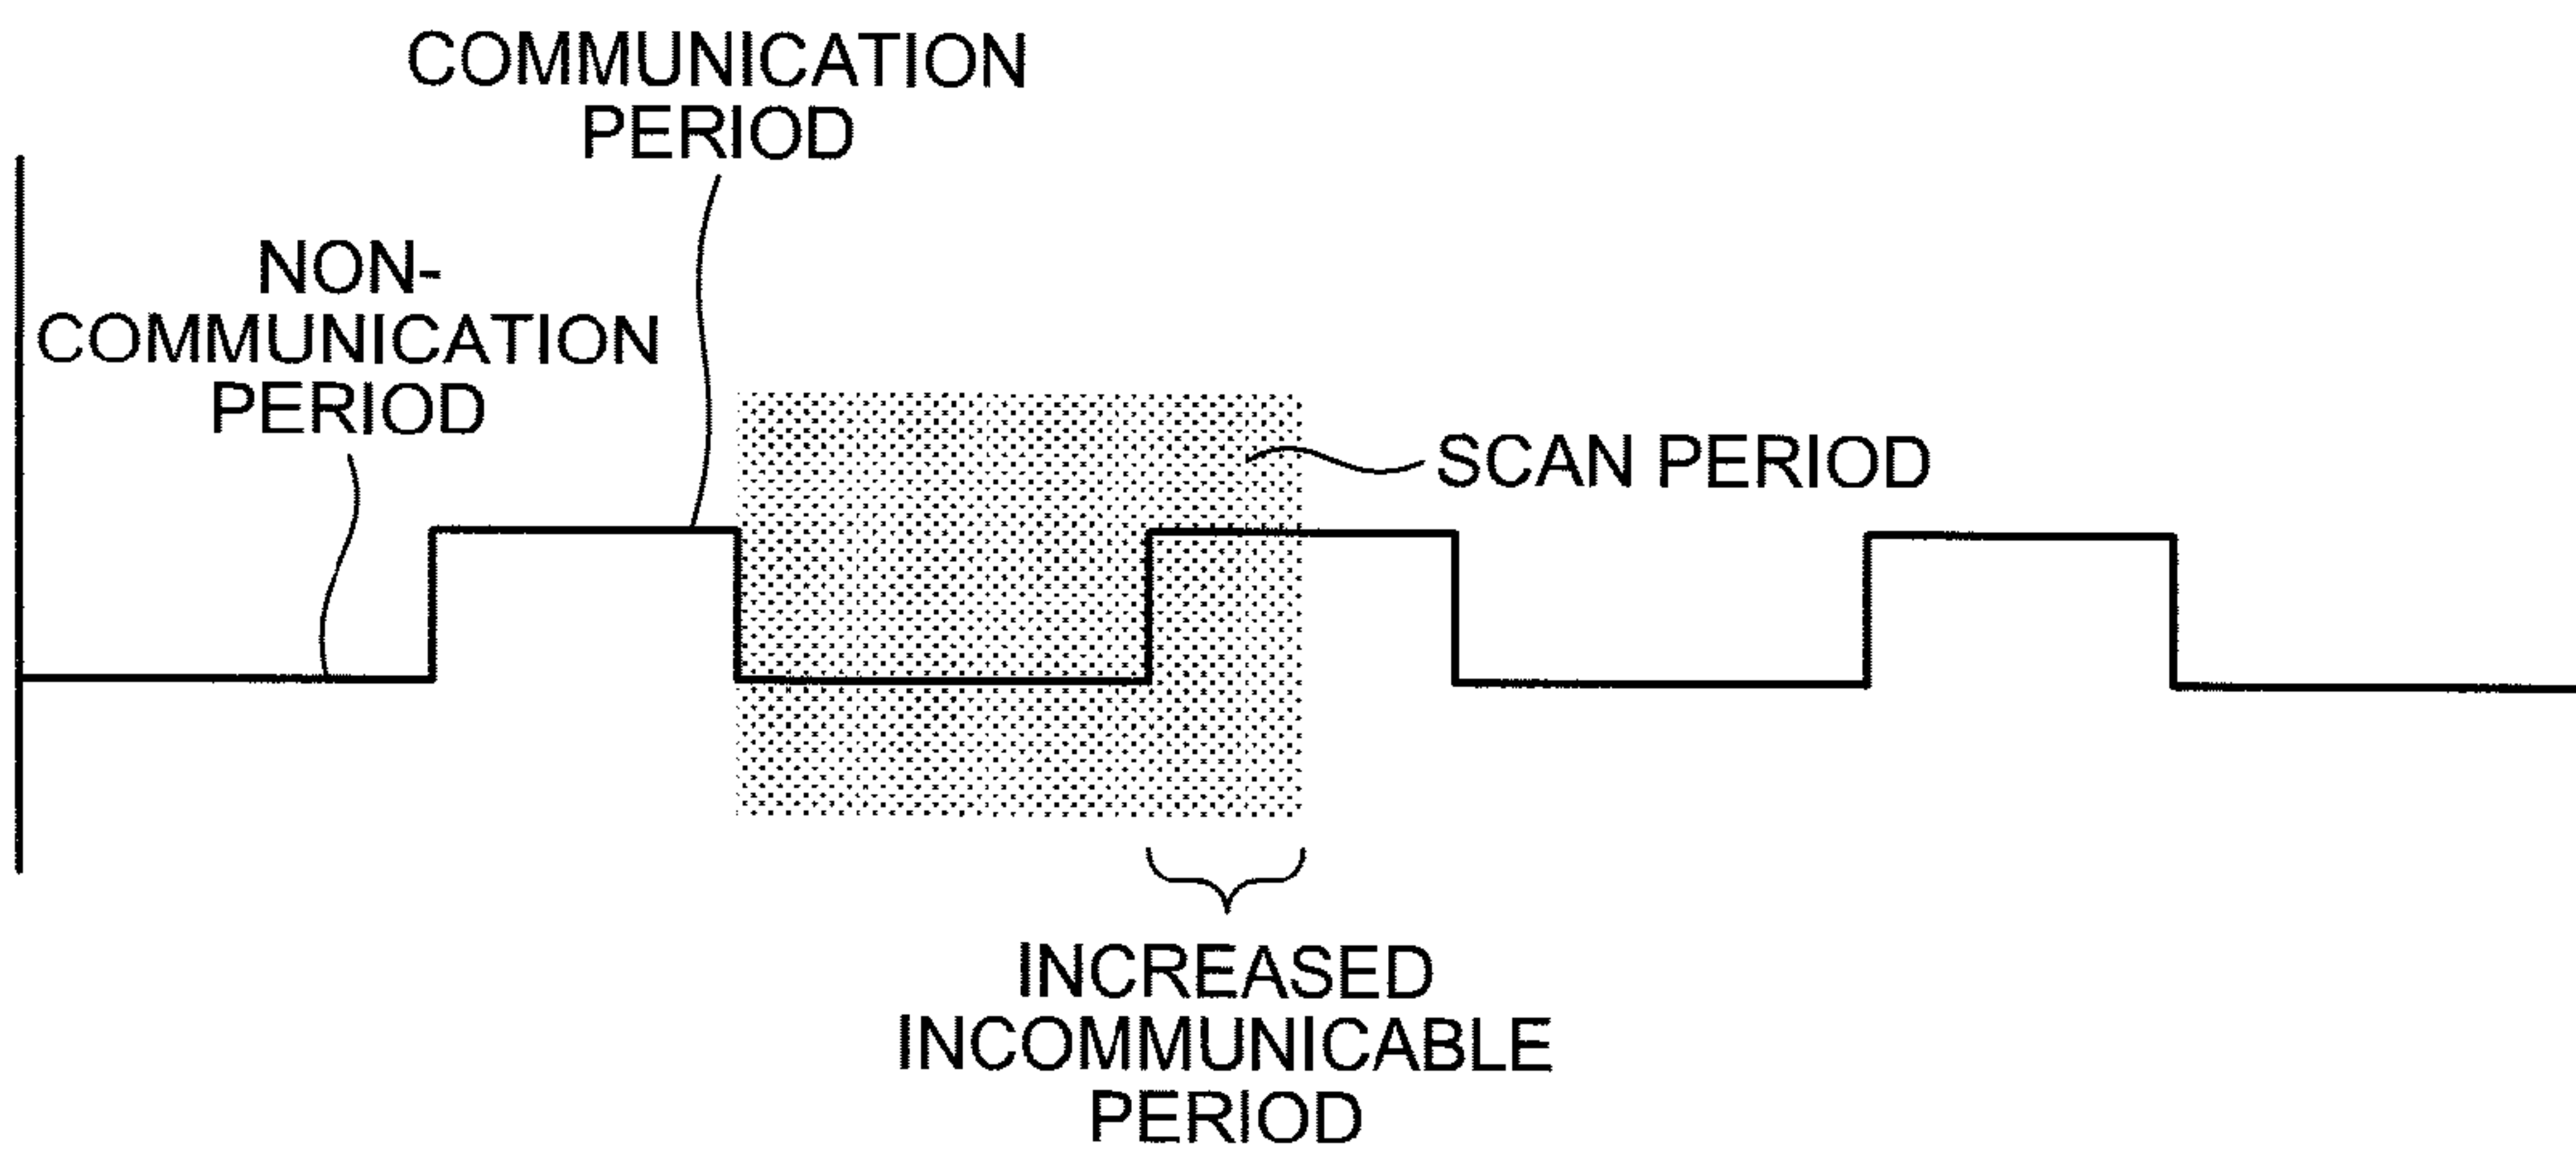 COMMUNICATION
PERIOD
NON-
COMMUNICATION
PERIOD
SCAN PERIOD
INCREASED
INCOMMUNICABLE
PERIOD